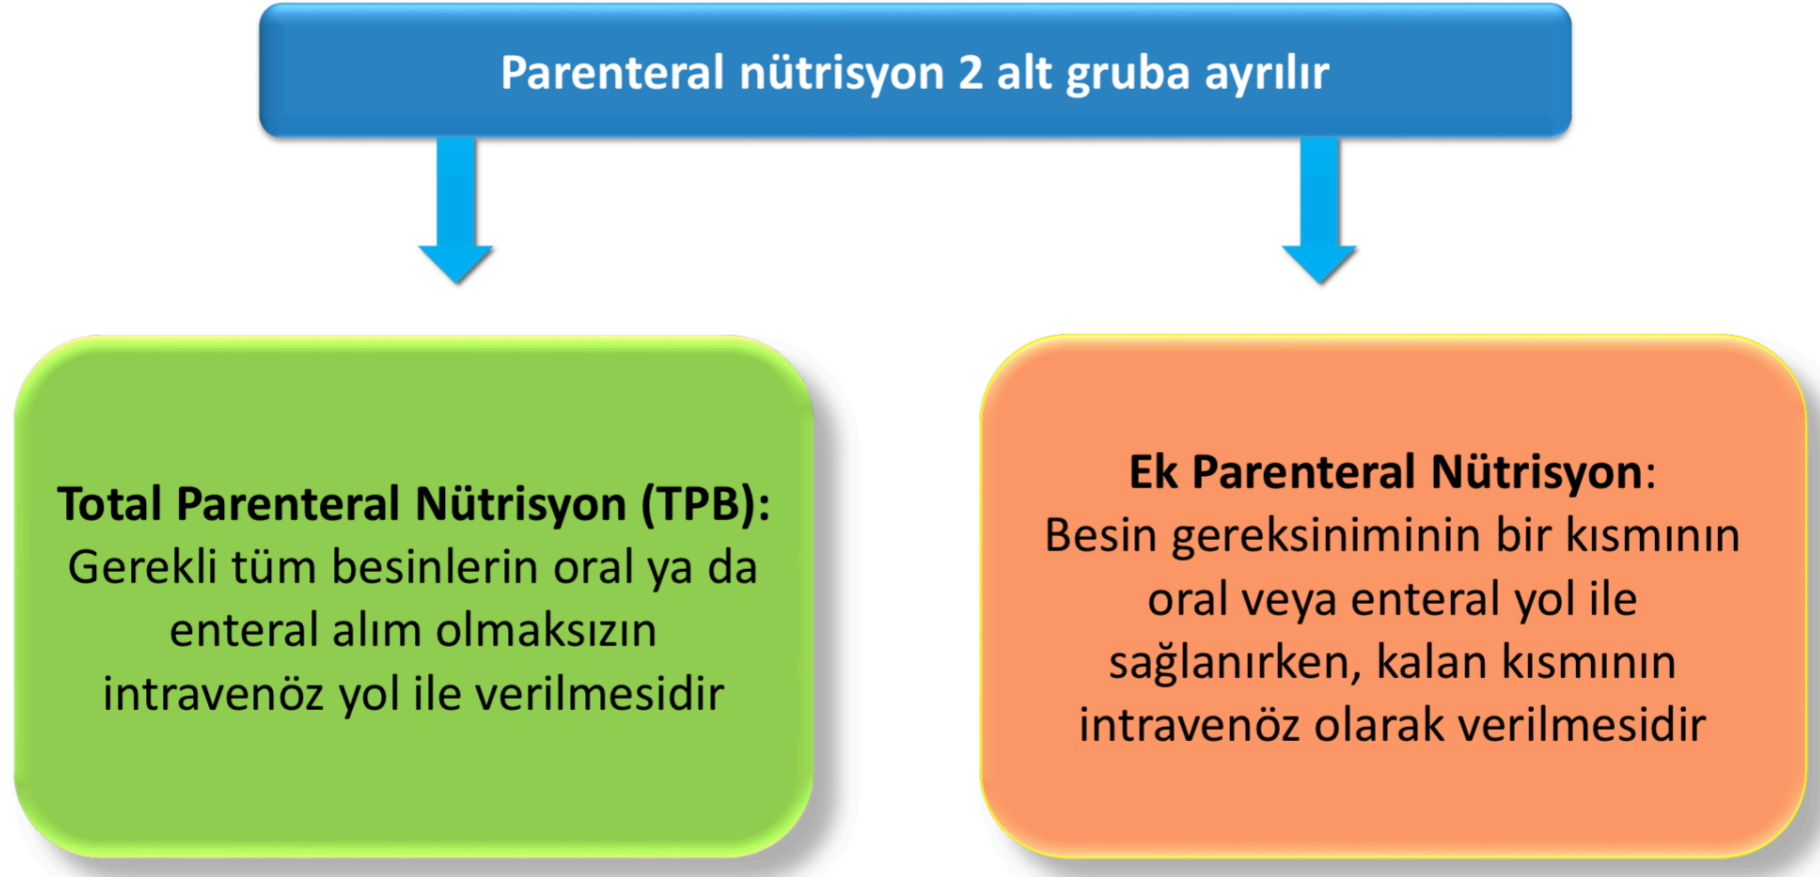 Parenteral nütrisyon 2 alt gruba ayrılır
Total Parenteral Nütrisyon (TPB):
Gerekli tüm besinlerin oral ya da
enteral alım olmaksızın
intravenöz yol ile verilmesidir
Ek Parenteral Nütrisyon:
Besin gereksiniminin bir kısmının
oral veya enteral yol ile
sağlanırken, kalan kısmının
intravenöz olarak verilmesidir